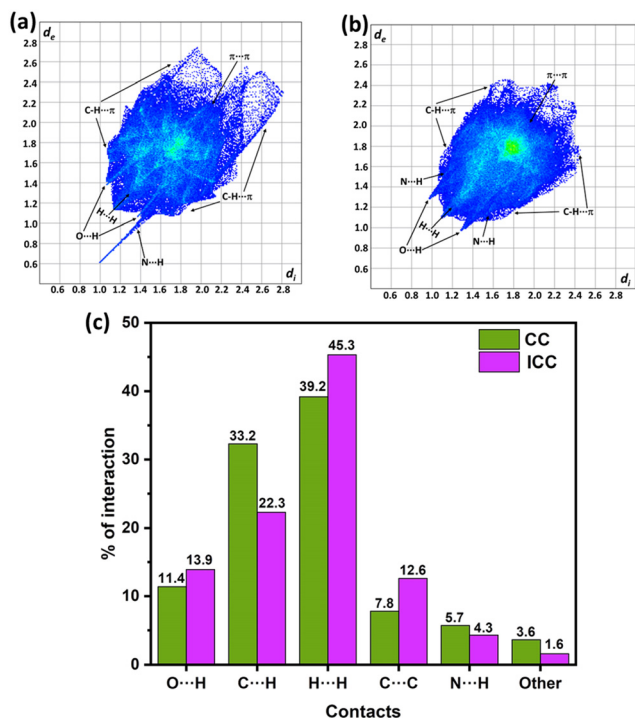 (a)
de
2.8
2.6
2.4
2.2
2.0
1.8
1.6
1.4
1.2
1.0
0.8
0.6
π···π
C-H···π
H···H
O···H
N···H
C-H···π
di
0.6 0.8 1.0 1.2 1.4 1.6 1.8 2.0 2.2 2.4 2.6 2.8
(b)
de
2.8
2.6
2.4
2.2
2.0
1.8
1.6
1.4
1.2
1.0
0.8
0.6
π···π
C-H···π
N···H
H···H
O···H
N···H
C-H···π
di
0.6 0.8 1.0 1.2 1.4 1.6 1.8 2.0 2.2 2.4 2.6 2.8
(c)
% of interaction
50
40
30
20
10
0
CC
ICC
11.4 13.9
33.2 22.3
39.2 45.3
7.8 12.6
5.7 4.3
3.6 1.6
O···H C···H H···H C···C N···H Other
Contacts